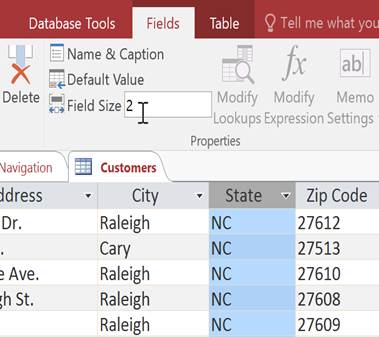 Database Tools Fields Table Tell me what you
Name & Caption
Default Value
Field Size 2
Delete
fx
ab|
Modify Lookups
Modify Expression
Memo Settings
Properties
Navigation Customers
ddress City State Zip Code
Dr. Raleigh NC 27612
. Cary NC 27513
e Ave. Raleigh NC 27610
gh St. Raleigh NC 27608
Raleigh NC 27609